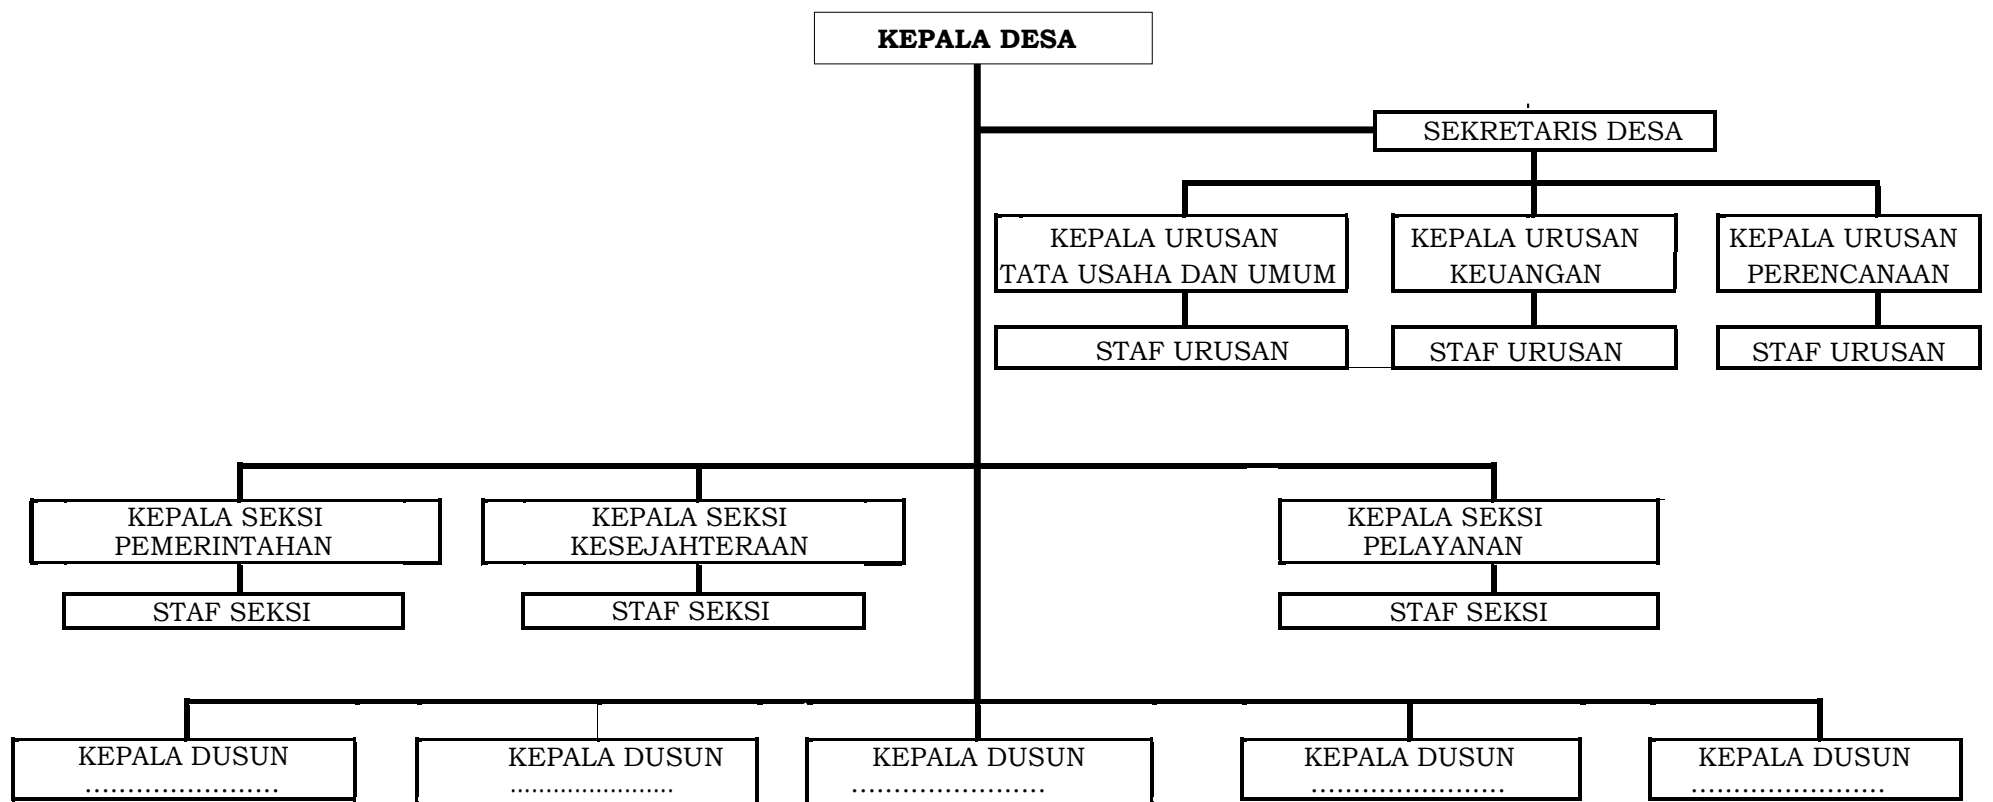 KEPALA DESA
SEKRETARIS DESA
KEPALA URUSAN
TATA USAHA DAN UMUM
KEPALA URUSAN
KEUANGAN
KEPALA URUSAN
PERENCANAAN
STAF URUSAN
STAF URUSAN
STAF URUSAN
KEPALA SEKSI
PEMERINTAHAN
KEPALA SEKSI
KESEJAHTERAAN
KEPALA SEKSI
PELAYANAN
STAF SEKSI
STAF SEKSI
STAF SEKSI
KEPALA DUSUN
.......................
KEPALA DUSUN
.......................
KEPALA DUSUN
.......................
KEPALA DUSUN
.......................
KEPALA DUSUN
.......................